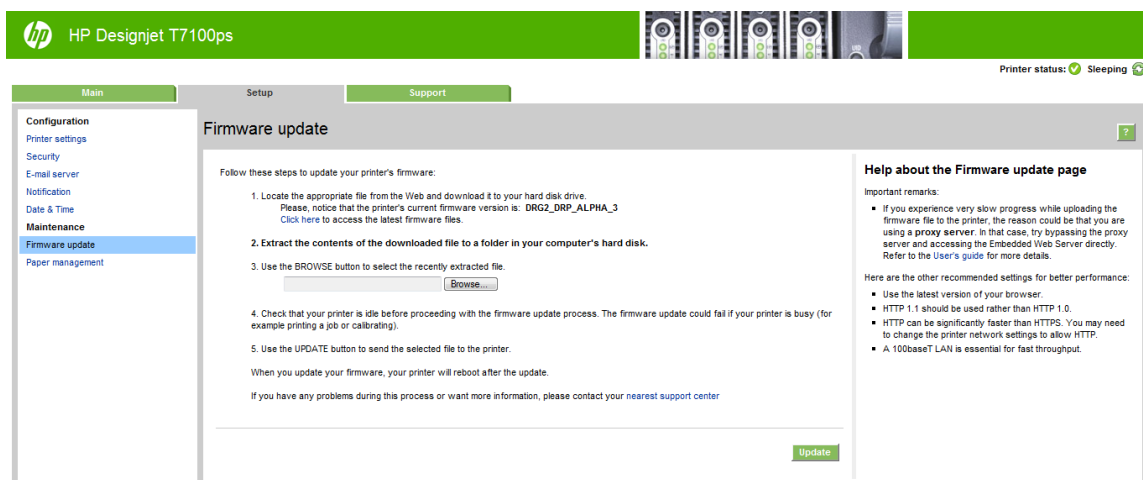 hp
HP Designjet T7100ps
UID
Printer status: Sleeping
Main
Setup
Support
Configuration
Printer settings
Security
E-mail server
Notification
Date & Time
Maintenance
Firmware update
Paper management
Firmware update
?
Follow these steps to update your printer's firmware:
1. Locate the appropriate file from the Web and download it to your hard disk drive.
Please, notice that the printer's current firmware version is: DRG2_DRP_ALPHA_3
Click here to access the latest firmware files.
2. Extract the contents of the downloaded file to a folder in your computer's hard disk.
3. Use the BROWSE button to select the recently extracted file.
Browse...
4. Check that your printer is idle before proceeding with the firmware update process. The firmware update could fail if your printer is busy (for
example printing a job or calibrating).
5. Use the UPDATE button to send the selected file to the printer.
When you update your firmware, your printer will reboot after the update.
If you have any problems during this process or want more information, please contact your nearest support center
Update
Help about the Firmware update page
Important remarks:
If you experience very slow progress while uploading the
firmware file to the printer, the reason could be that you are
using a proxy server. In that case, try bypassing the proxy
server and accessing the Embedded Web Server directly.
Refer to the User's guide for more details.
Here are the other recommended settings for better performance:
Use the latest version of your browser.
HTTP 1.1 should be used rather than HTTP 1.0.
HTTP can be significantly faster than HTTPS. You may need
to change the printer network settings to allow HTTP.
A 100baseT LAN is essential for fast throughput.